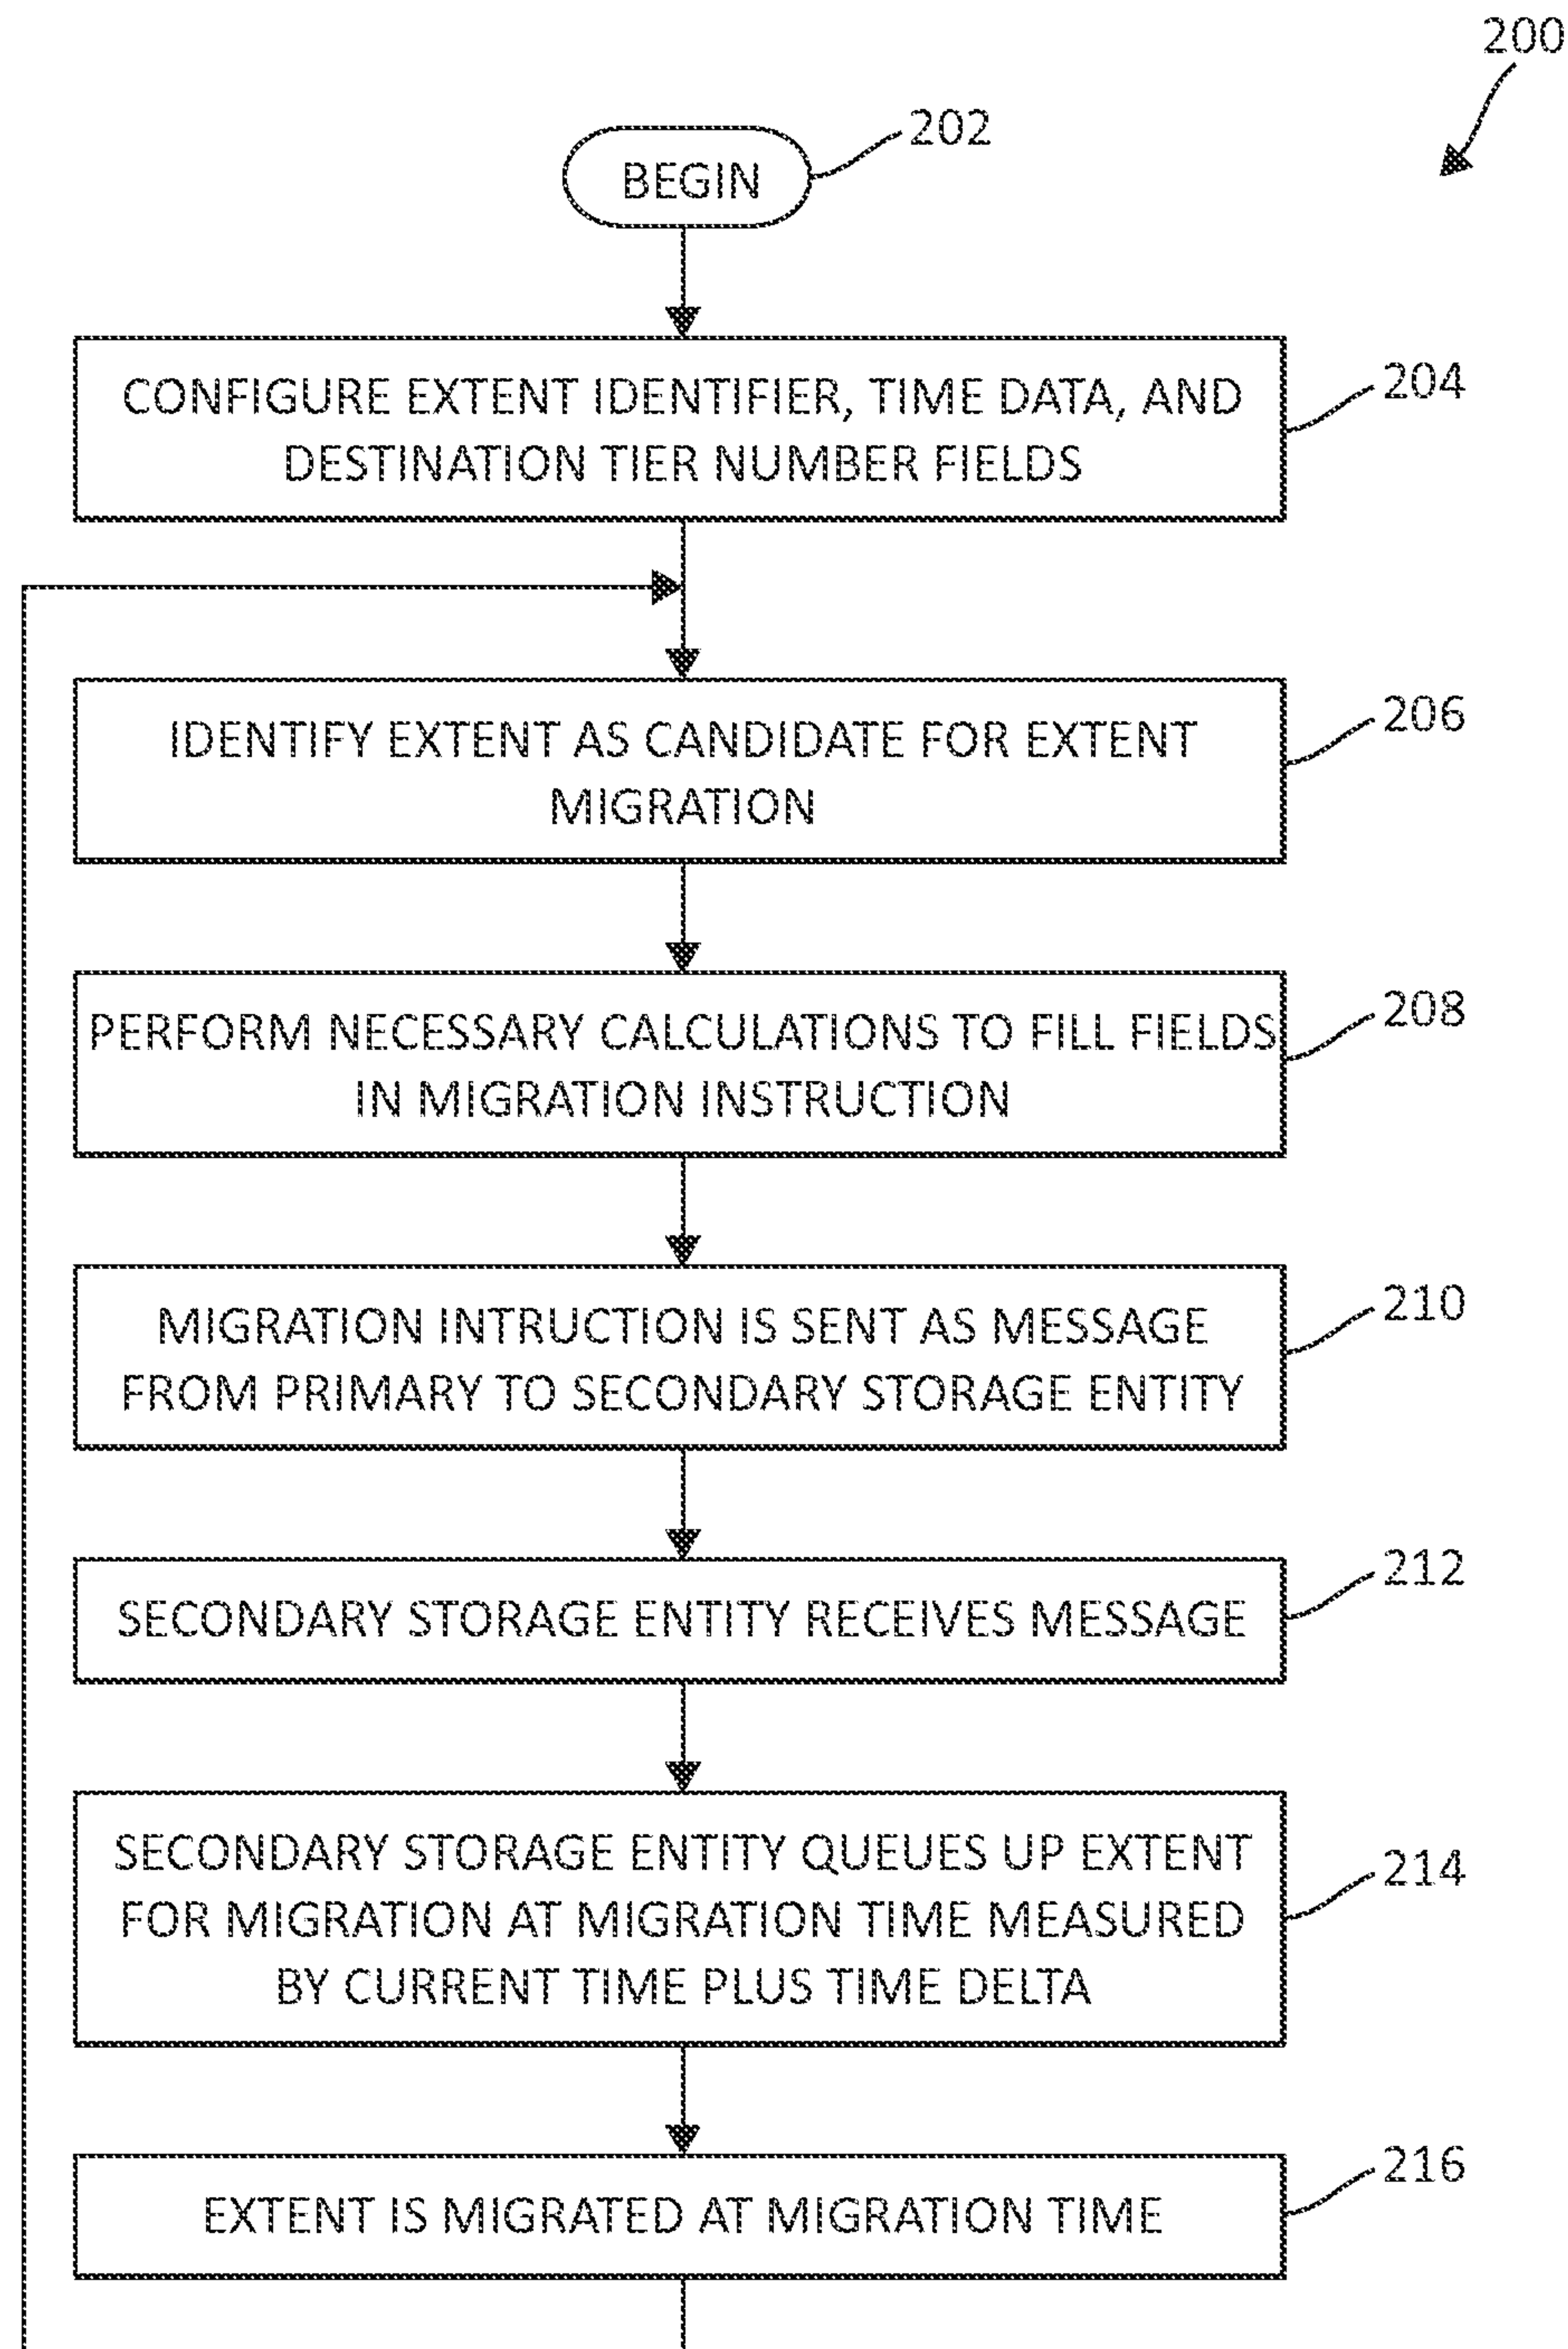 200
202
BEGIN
CONFIGURE EXTENT IDENTIFIER, TIME DATA, AND
DESTINATION TIER NUMBER FIELDS
204
IDENTIFY EXTENT AS CANDIDATE FOR EXTENT
MIGRATION
206
PERFORM NECESSARY CALCULATIONS TO FILL FIELDS
IN MIGRATION INSTRUCTION
208
MIGRATION INTRUCTION IS SENT AS MESSAGE
FROM PRIMARY TO SECONDARY STORAGE ENTITY
210
SECONDARY STORAGE ENTITY RECEIVES MESSAGE
212
SECONDARY STORAGE ENTITY QUEUES UP EXTENT
FOR MIGRATION AT MIGRATION TIME MEASURED
BY CURRENT TIME PLUS TIME DELTA
214
EXTENT IS MIGRATED AT MIGRATION TIME
216